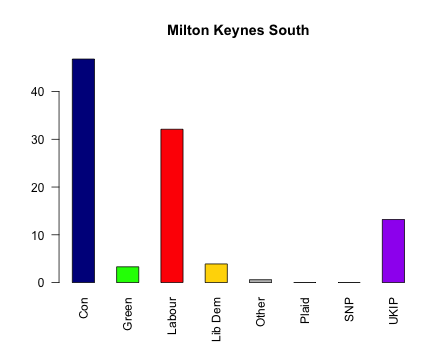 Milton Keynes South
40
30
20
10
0
Con
Green
Labour
Lib Dem
Other
Plaid
SNP
UKIP